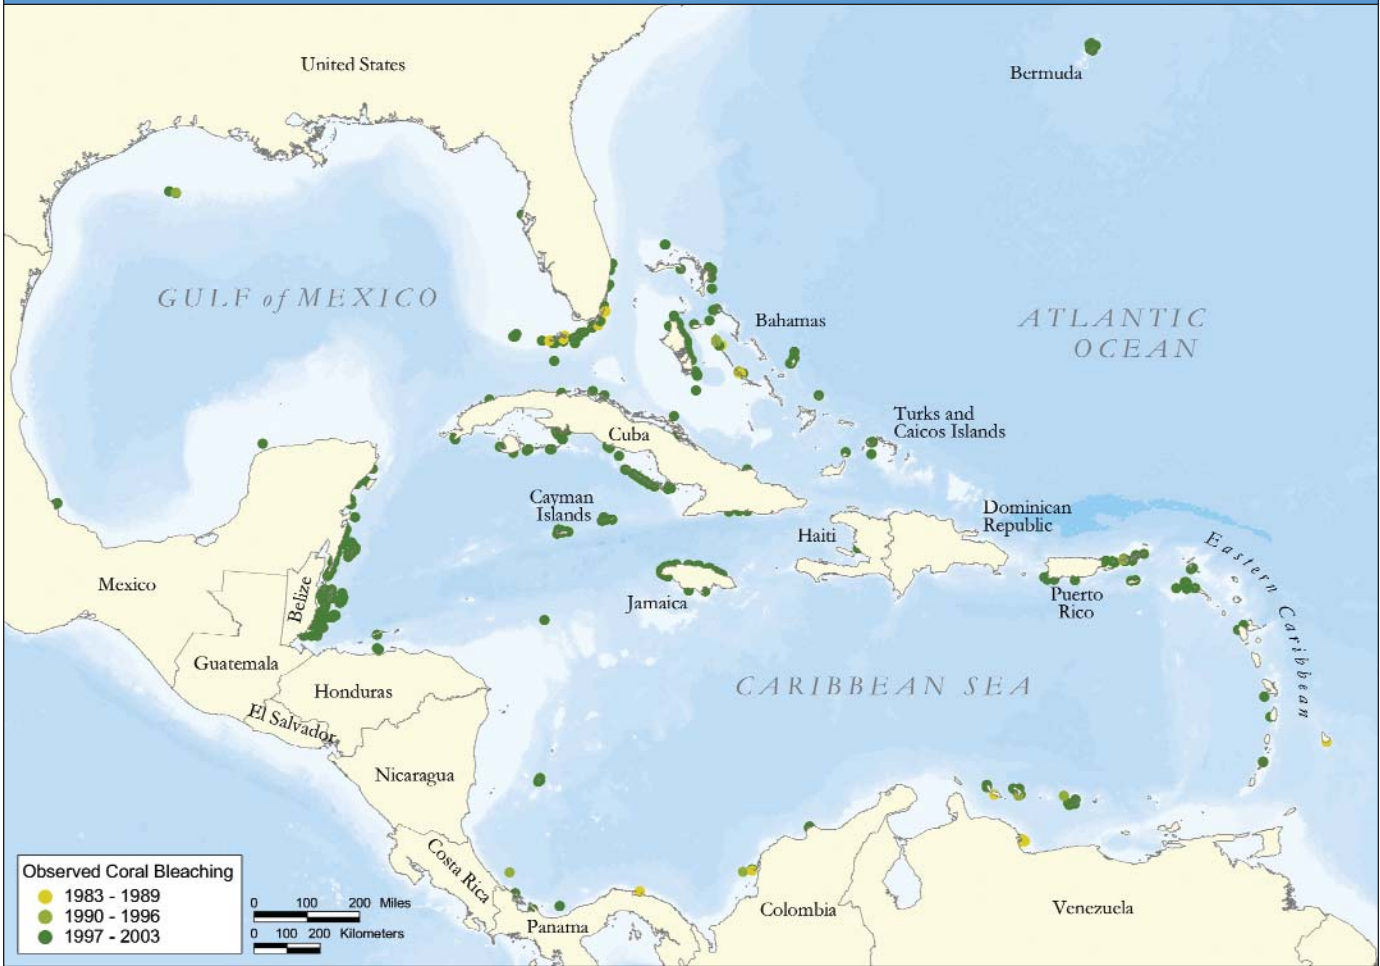 United States
Bermuda
GULF of MEXICO
Bahamas
ATLANTIC
OCEAN
Turks and
Caicos Islands
Cuba
Cayman
Islands
Dominican
Republic
Haiti
Eastern Caribbean
Mexico
Belize
Jamaica
Puerto
Rico
Guatemala
Honduras
CARIBBEAN SEA
El Salvador
Nicaragua
Costa Rica
Panama
Colombia
Venezuela
Observed Coral Bleaching
1983 - 1989
1990 - 1996
1997 - 2003
0 100 200 Miles
0 100 200 Kilometers